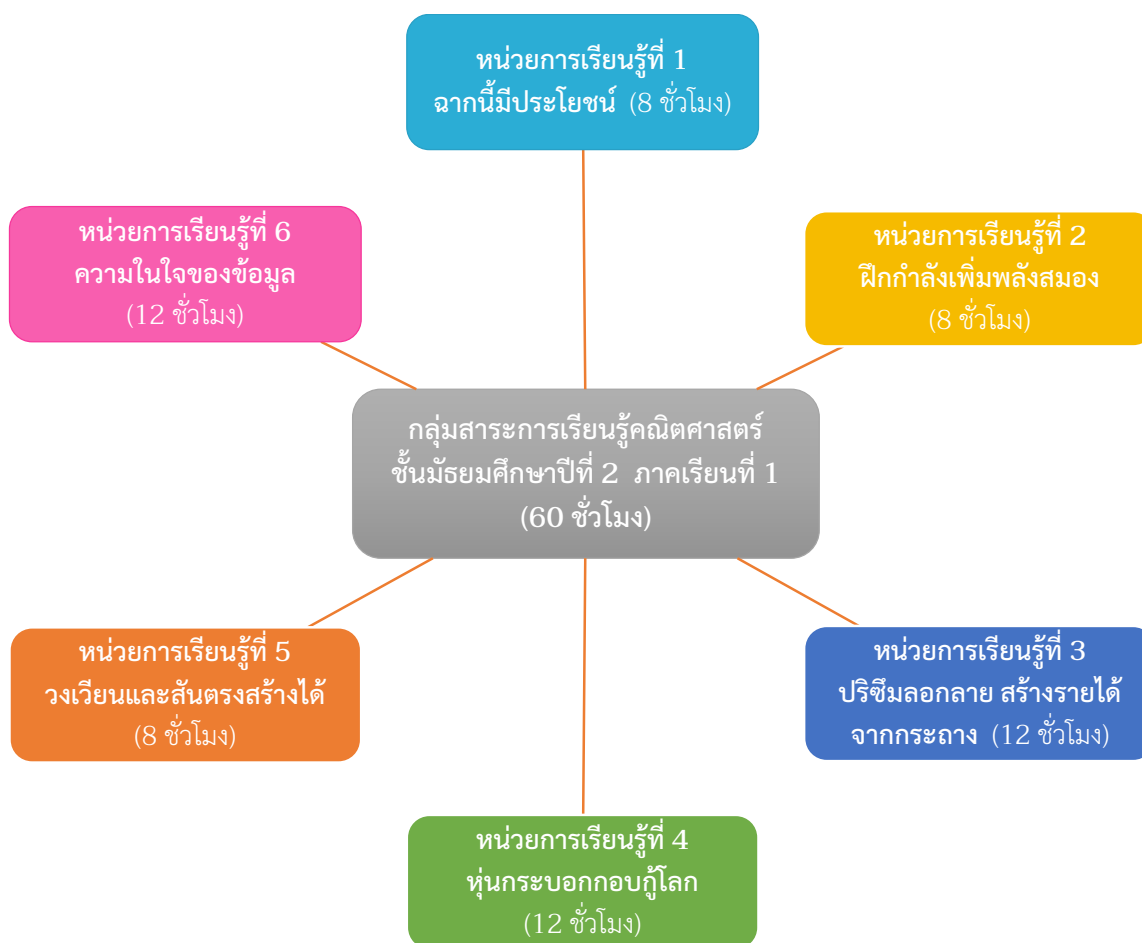 หน่วยการเรียนรู้ที่ 1
ฉากนี้มีประโยชน์ (8 ชั่วโมง)
หน่วยการเรียนรู้ที่ 6
ความในใจของข้อมูล
(12 ชั่วโมง)
หน่วยการเรียนรู้ที่ 2
ฝึกกำลังเพิ่มพลังสมอง
(8 ชั่วโมง)
กลุ่มสาระการเรียนรู้คณิตศาสตร์
ชั้นมัธยมศึกษาปีที่ 2 ภาคเรียนที่ 1
(60 ชั่วโมง)
หน่วยการเรียนรู้ที่ 5
วงเวียนและสันตรงสร้างได้
(8 ชั่วโมง)
หน่วยการเรียนรู้ที่ 3
ปริซึมลอกลาย สร้างรายได้
จากกระถาง (12 ชั่วโมง)
หน่วยการเรียนรู้ที่ 4
หุ่นกระบอกกอบกู้โลก
(12 ชั่วโมง)